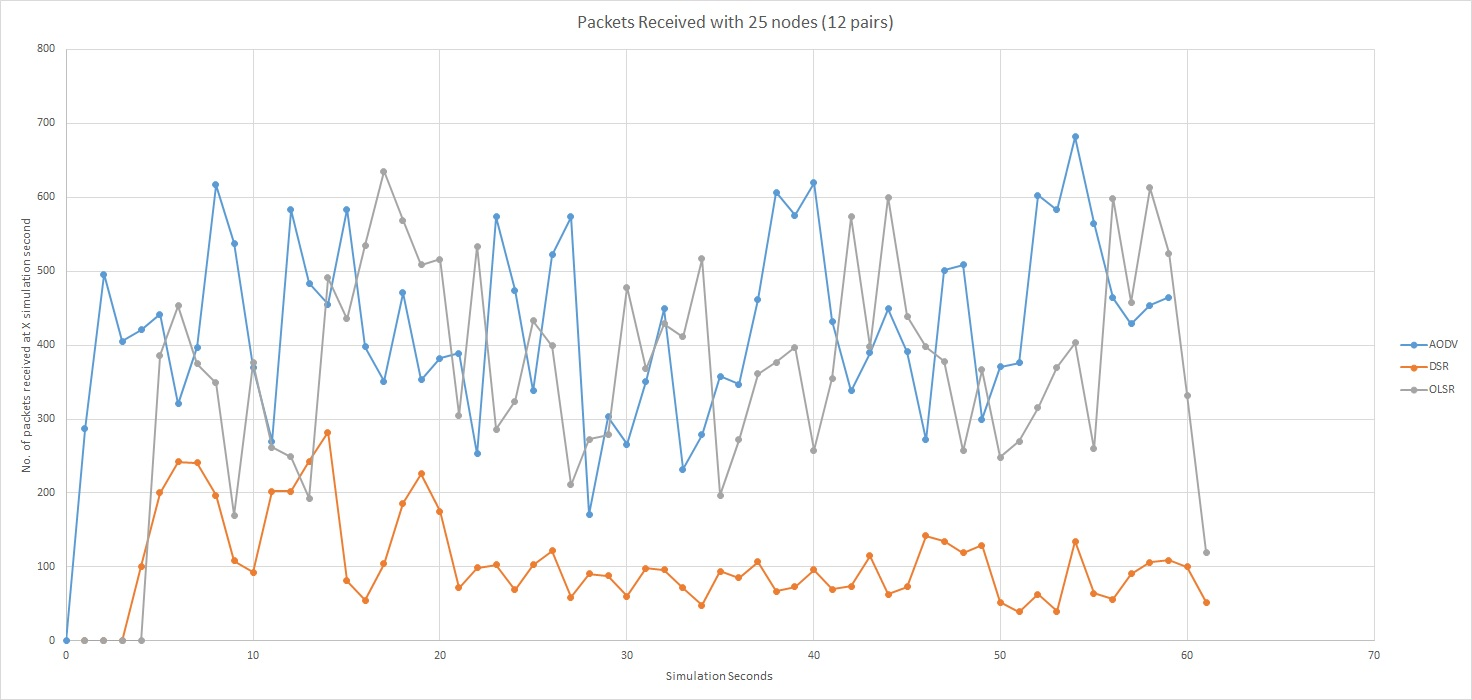 Packets Received with 25 nodes (12 pairs)
No. of packets received at X simulation second
800
700
600
500
400
300
200
100
0
0 10 20 30 40 50 60 70
Simulation Seconds
AODV
DSR
OLSR